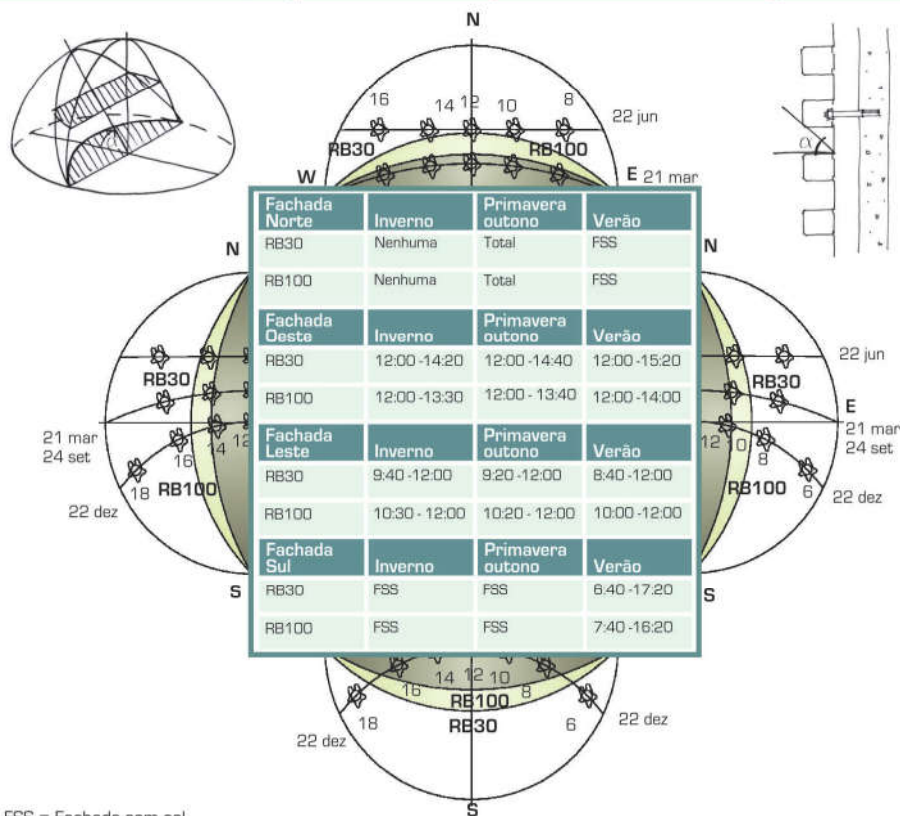 N
16
14
12
10
8
22 jun
RB30
RB100
W
E
21 mar
α
α
Fachada Norte Inverno Primavera outono Verão
RB30 Nenhuma Total FSS
RB100 Nenhuma Total FSS
Fachada Oeste Inverno Primavera outono Verão
RB30 12:00 -14:20 12:00 -14:40 12:00 -15:20
RB100 12:00 -13:30 12:00 - 13:40 12:00 -14:00
Fachada Leste Inverno Primavera outono Verão
RB30 9:40 -12:00 9:20 -12:00 8:40 -12:00
RB100 10:30 - 12:00 10:20 - 12:00 10:00 -12:00
Fachada Sul Inverno Primavera outono Verão
RB30 FSS FSS 6:40 -17:20
RB100 FSS FSS 7:40 -16:20
N
RB30
21 mar
24 set
12
14
16
18
RB100
22 dez
S
N
22 jun
RB30
E
21 mar
24 set
12
10
8
6
RB100
22 dez
S
14
12
10
16
8
RB100
18
RB30
6
22 dez
22 dez
S
FSS = Fachada sem sol